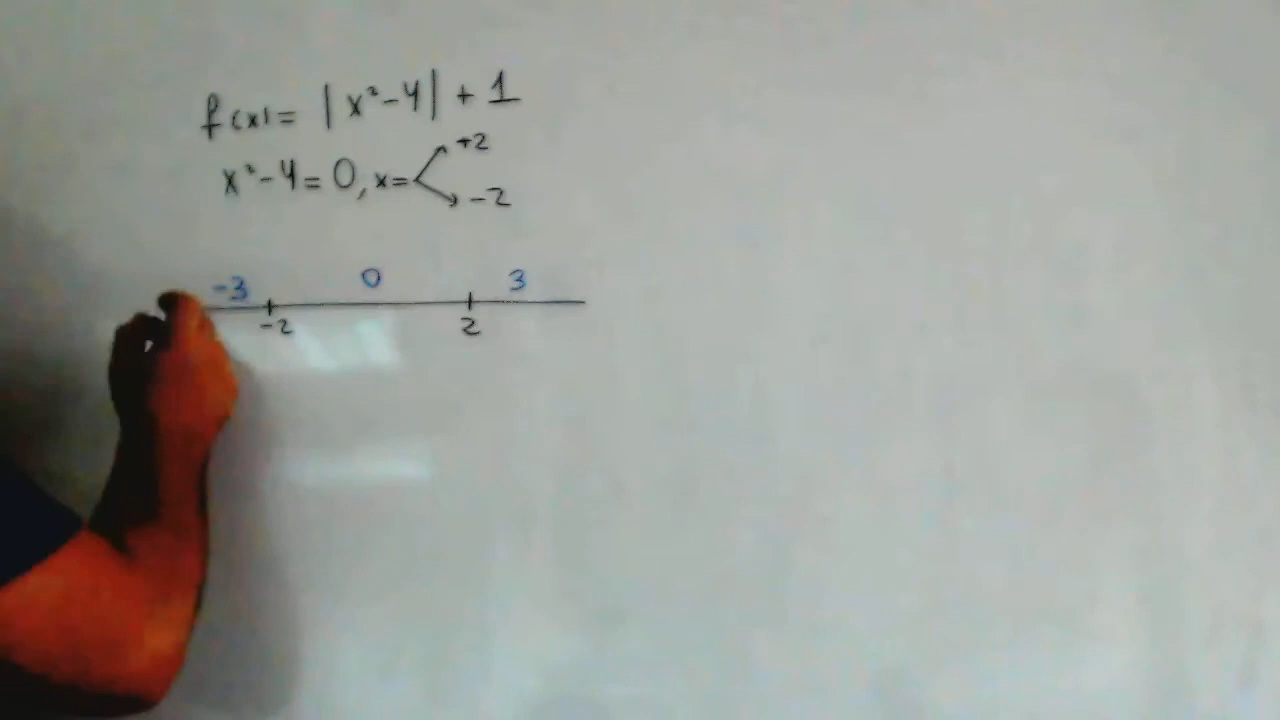 f(x) = |x²-4| + 1
x²-4=0, x= +2
-2
-3 0 3
-2 2